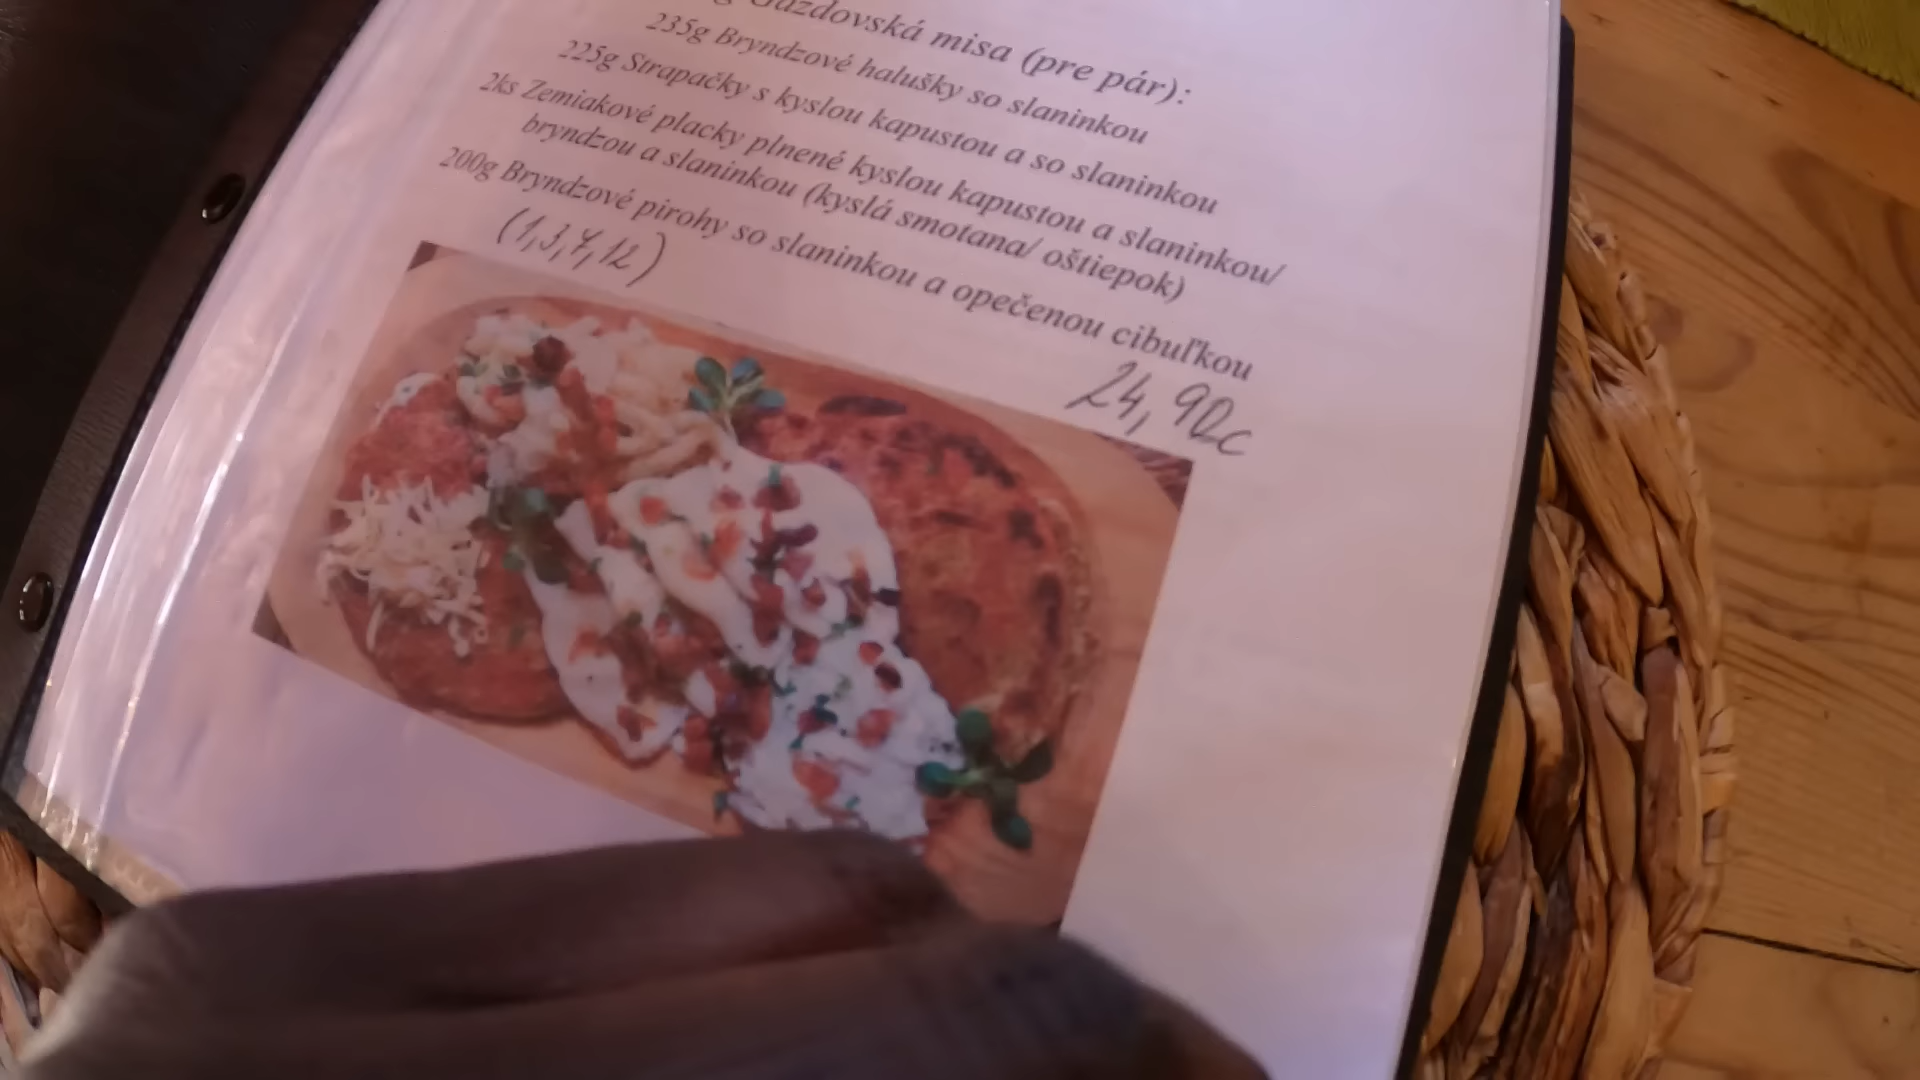 Gazdovská misa (pre pár):
235g Bryndzové halušky so slaninkou
225g Strapačky s kyslou kapustou a so slaninkou
2ks Zemiakové placky plnené kyslou kapustou a slaninkou/
bryndzou a slaninkou (kyslá smotana/ oštiepok)
200g Bryndzové pirohy so slaninkou a opečenou cibuľkou
(1,3,7,12)
24,90€